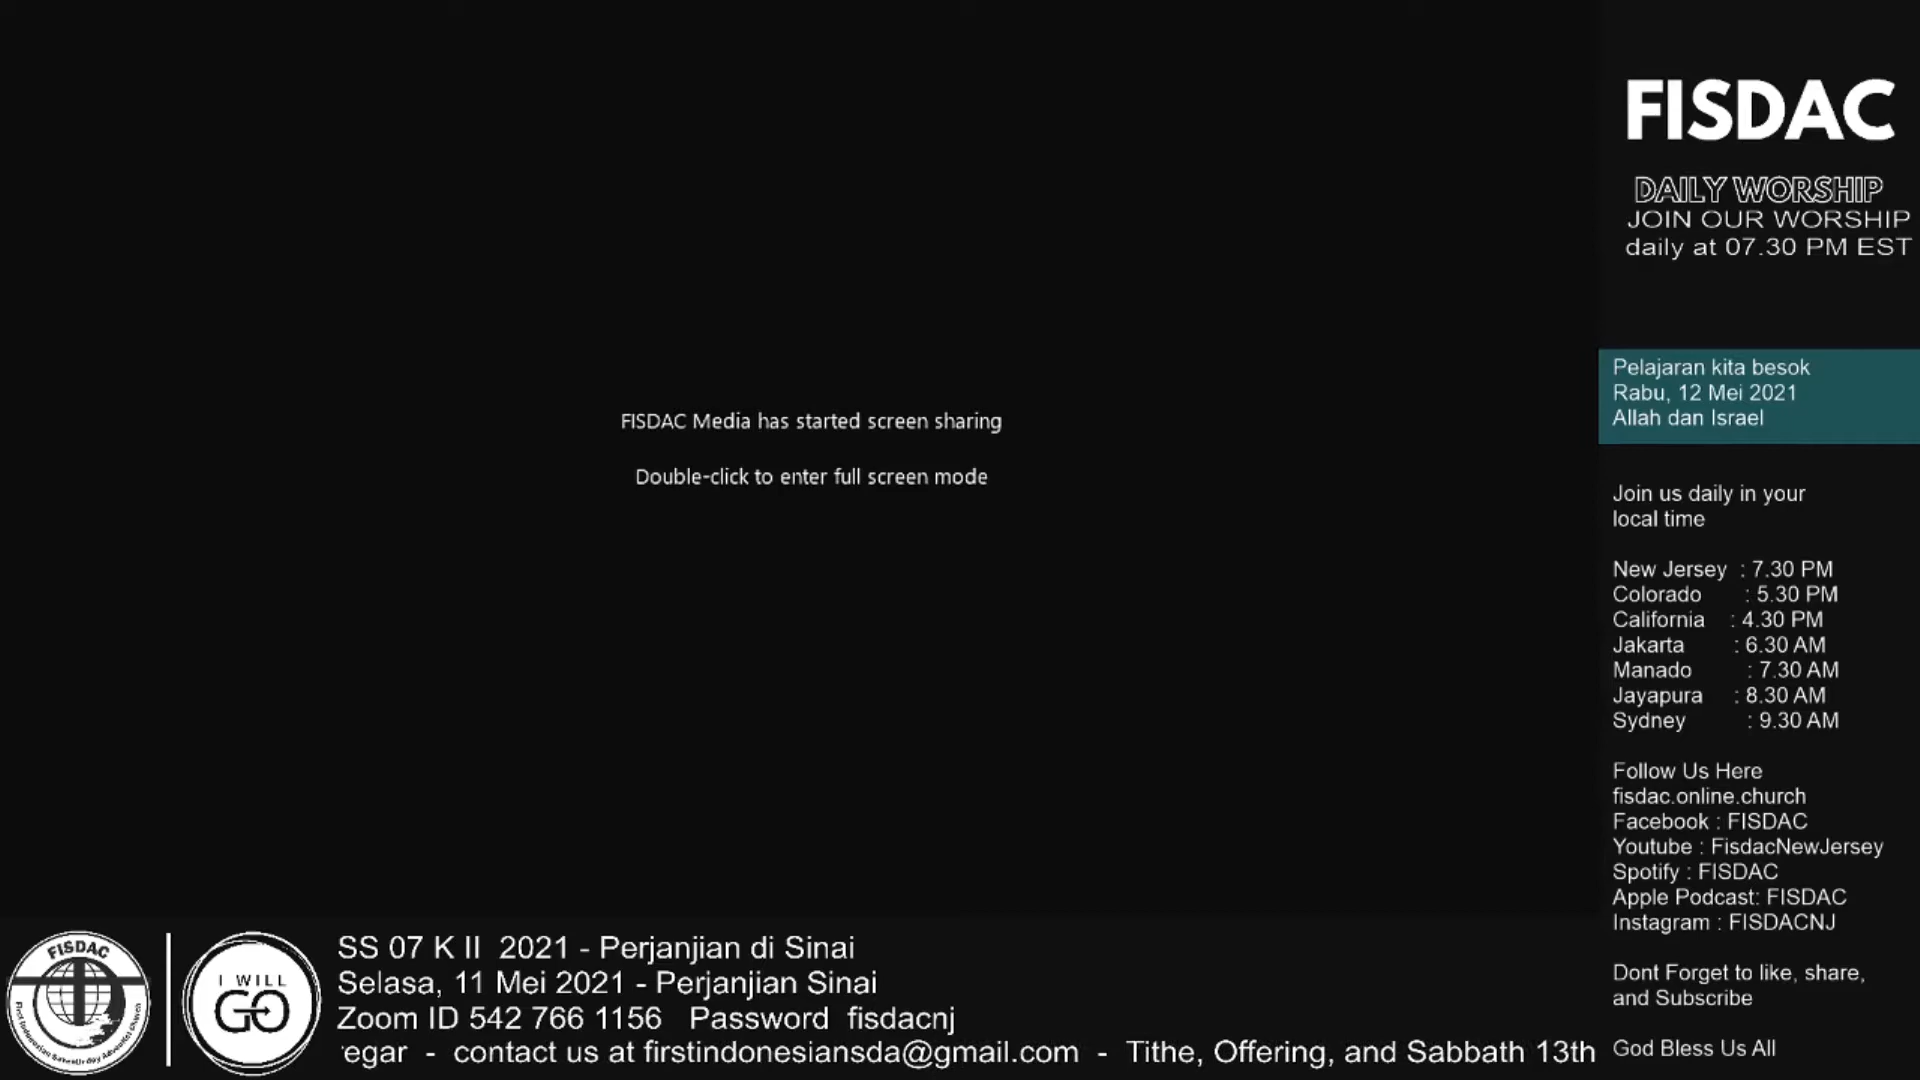 FISDAC
DAILY WORSHIP
JOIN OUR WORSHIP
daily at 07.30 PM EST
FISDAC Media has started screen sharing
Double-click to enter full screen mode
Pelajaran kita besok
Rabu, 12 Mei 2021
Allah dan Israel
Join us daily in your
local time
New Jersey : 7.30 PM
Colorado : 5.30 PM
California : 4.30 PM
Jakarta : 6.30 AM
Manado : 7.30 AM
Jayapura : 8.30 AM
Sydney : 9.30 AM
Follow Us Here
fisdac.online.church
Facebook : FISDAC
Youtube : FisdacNewJersey
Spotify : FISDAC
Apple Podcast: FISDAC
Instagram : FISDACNJ
Dont Forget to like, share,
and Subscribe
God Bless Us All
FISDAC
First Indonesian Seventh-day Adventist Church
I WILL
GO
SS 07 K II 2021 - Perjanjian di Sinai
Selasa, 11 Mei 2021 - Perjanjian Sinai
Zoom ID 542 766 1156 Password fisdacnj
egar - contact us at firstindonesiansda@gmail.com - Tithe, Offering, and Sabbath 13th